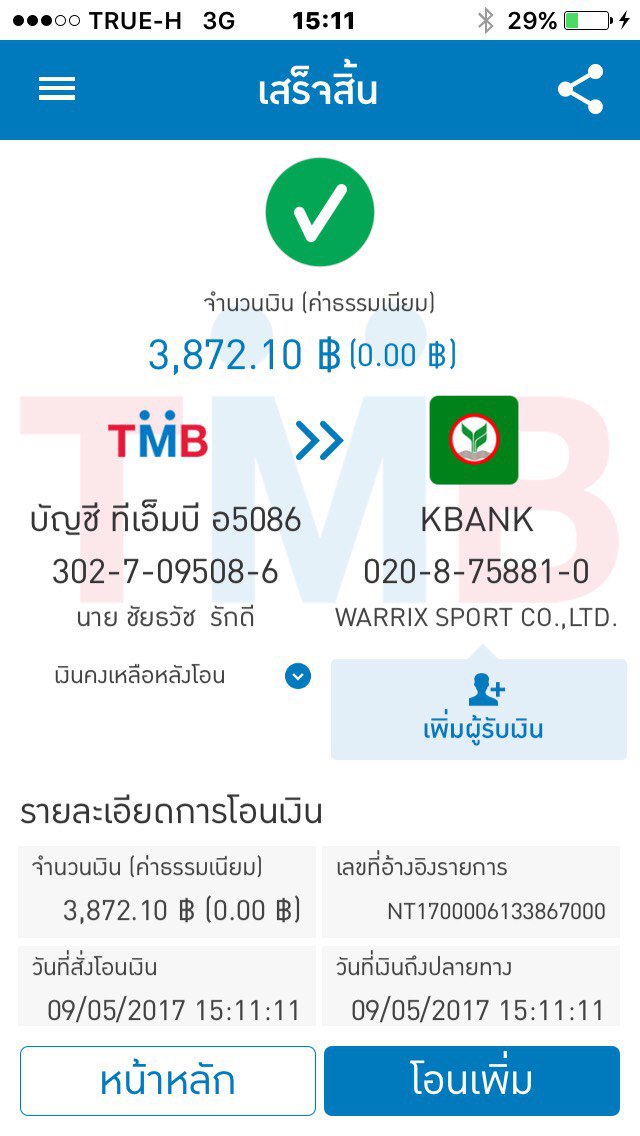 TRUE-H 3G 15:11 29%
เสร็จสิ้น
จำนวนเงิน (ค่าธรรมเนียม)
3,872.10 ฿ (0.00 ฿)
TMB
บัญชี ทีเอ็มบี อ5086
302-7-09508-6
นาย ชัยธวัช รักดี
KBANK
020-8-75881-0
WARRIX SPORT CO.,LTD.
เงินคงเหลือหลังโอน
เพิ่มผู้รับเงิน
รายละเอียดการโอนเงิน
จำนวนเงิน (ค่าธรรมเนียม)
3,872.10 ฿ (0.00 ฿)
เลขที่อ้างอิงรายการ
NT1700006133867000
วันที่สั่งโอนเงิน
09/05/2017 15:11:11
วันที่เงินถึงปลายทาง
09/05/2017 15:11:11
หน้าหลัก
โอนเพิ่ม